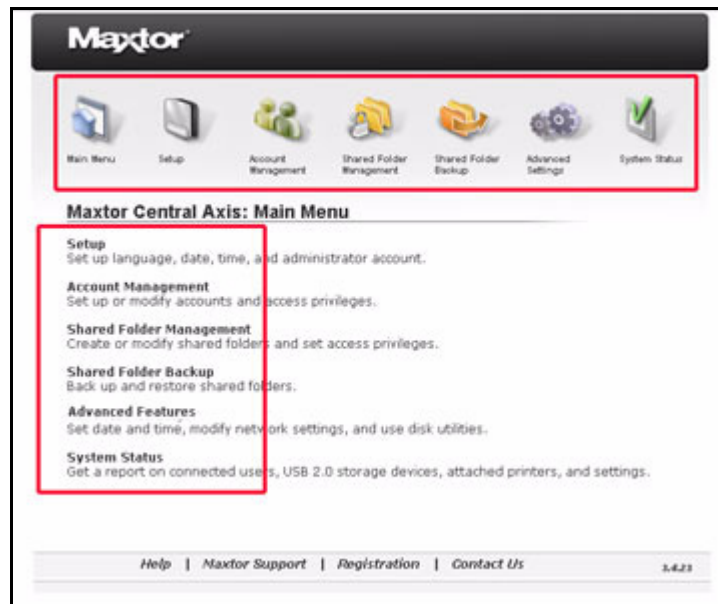 Maxtor
Main Menu
Setup
Account Management
Shared Folder Management
Shared Folder Backup
Advanced Settings
System Status
Maxtor Central Axis: Main Menu
Setup
Set up language, date, time, and administrator account.
Account Management
Set up or modify accounts and access privileges.
Shared Folder Management
Create or modify shared folders and set access privileges.
Shared Folder Backup
Back up and restore shared folders.
Advanced Features
Set date and time, modify network settings, and use disk utilities.
System Status
Get a report on connected users, USB 2.0 storage devices, attached printers, and settings.
Help | Maxtor Support | Registration | Contact Us
3.4.23